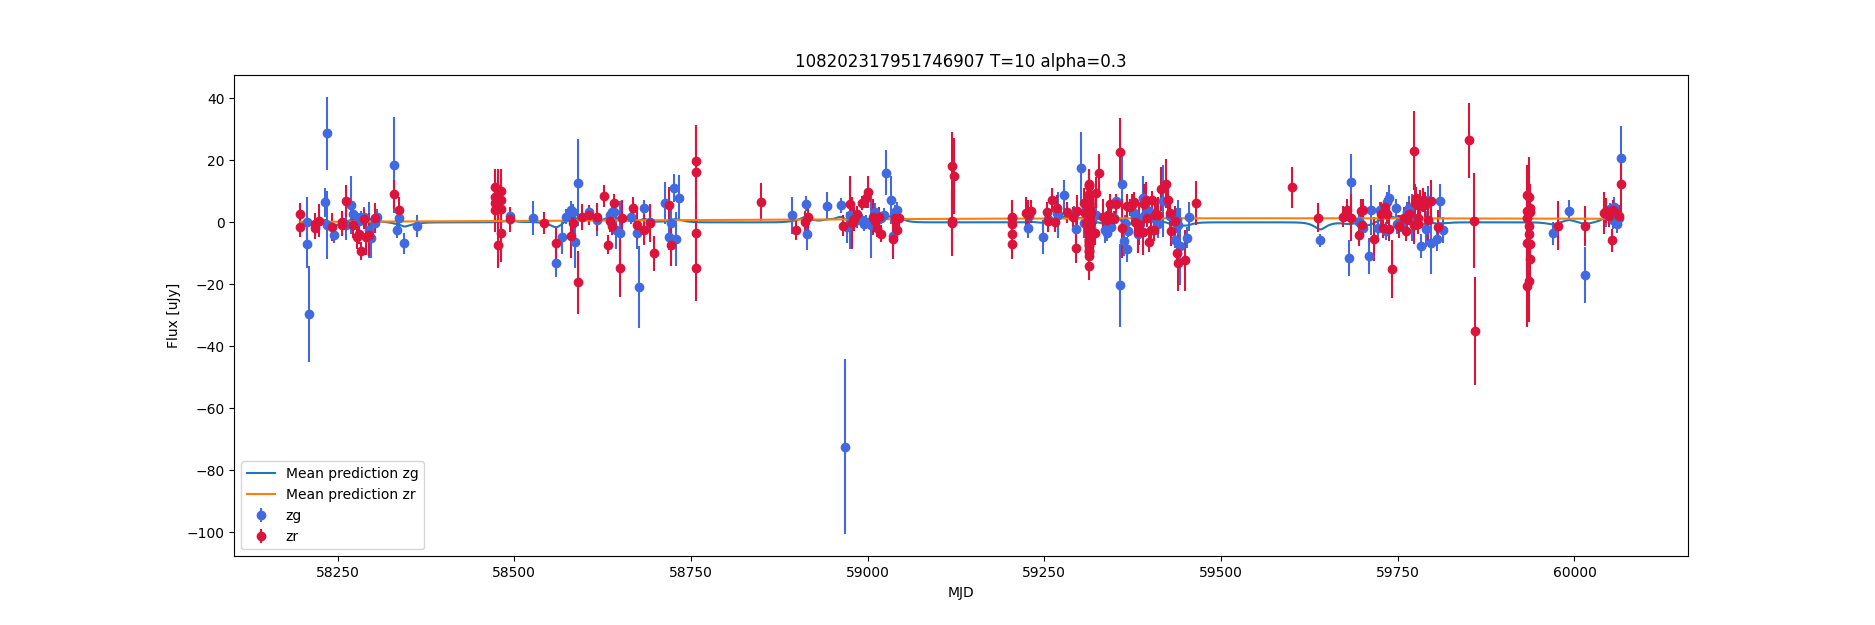 108202317951746907 T=10 alpha=0.3
40
20
0
−20
−40
−60
−80
−100
Flux [uJy]
58250
58500
58750
59000
59250
59500
59750
60000
MJD
Mean prediction zg
Mean prediction zr
zg
zr